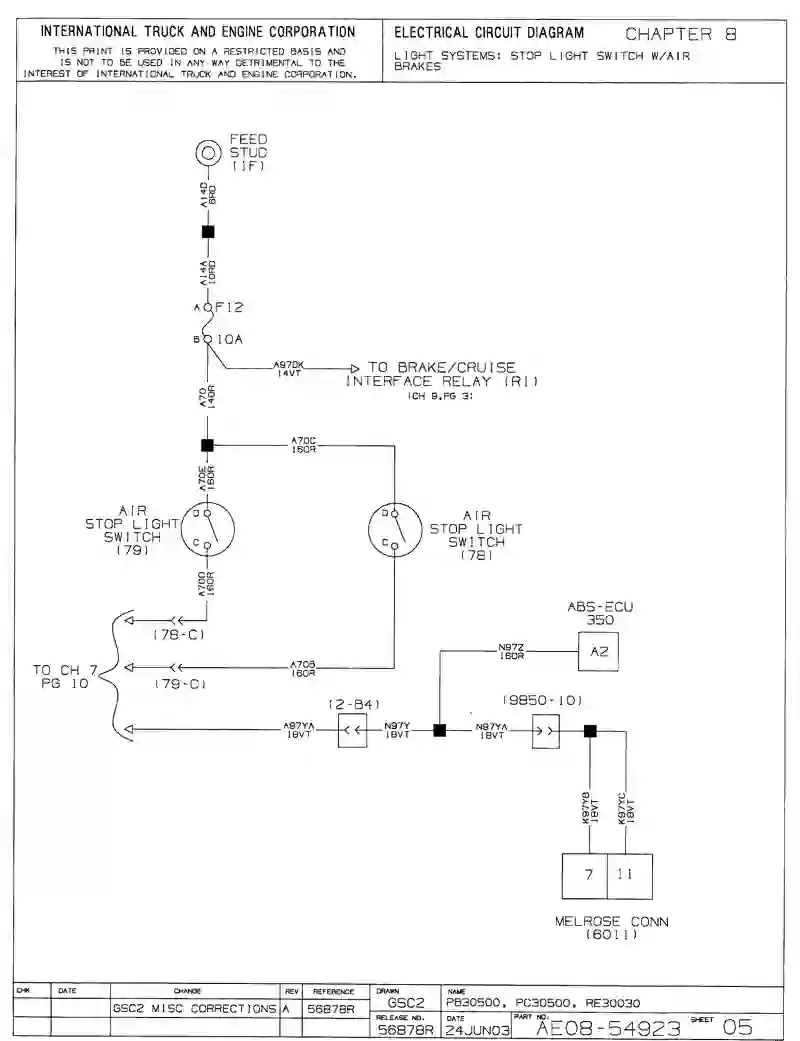 INTERNATIONAL TRUCK AND ENGINE CORPORATION
THIS PRINT IS PROVIDED ON A RESTRICTED BASIS AND
IS NOT TO BE USED IN ANY WAY DETRIMENTAL TO THE
INTEREST OF INTERNATIONAL TRUCK AND ENGINE CORPORATION.
ELECTRICAL CIRCUIT DIAGRAM CHAPTER 8
LIGHT SYSTEMS: STOP LIGHT SWITCH W/AIR
BRAKES
FEED
STUD
(1F)
A14D
8RD
A14A
10RD
A F12
B 10A
A97DK
14VT
TO BRAKE/CRUISE
INTERFACE RELAY (R1)
(CH 9,PG 3)
A70
14OR
A70C
16OR
A70E
16OR
AIR
STOP LIGHT
SWITCH
(79)
D
C
D
C
AIR
STOP LIGHT
SWITCH
(78)
A70D
16OR
(78-C)
ABS-ECU
350
A2
N97Z
16OR
TO CH 7
PG 10
A70B
16OR
(79-C)
(2-B4)
(9850-10)
A97YA
18VT
N97Y
18VT
N97YA
18VT
K97YB
18VT
K97YC
18VT
7 11
MELROSE CONN
(6011)
CHK DATE CHANGE REV REFERENCE
GSC2 MISC CORRECTIONS A 56878R
DRAWN
GSC2
NAME
PB30500, PC30500, RE30030
RELEASE NO.
56878R
DATE
24JUN03
PART NO.
AE08-54923
SHEET 05